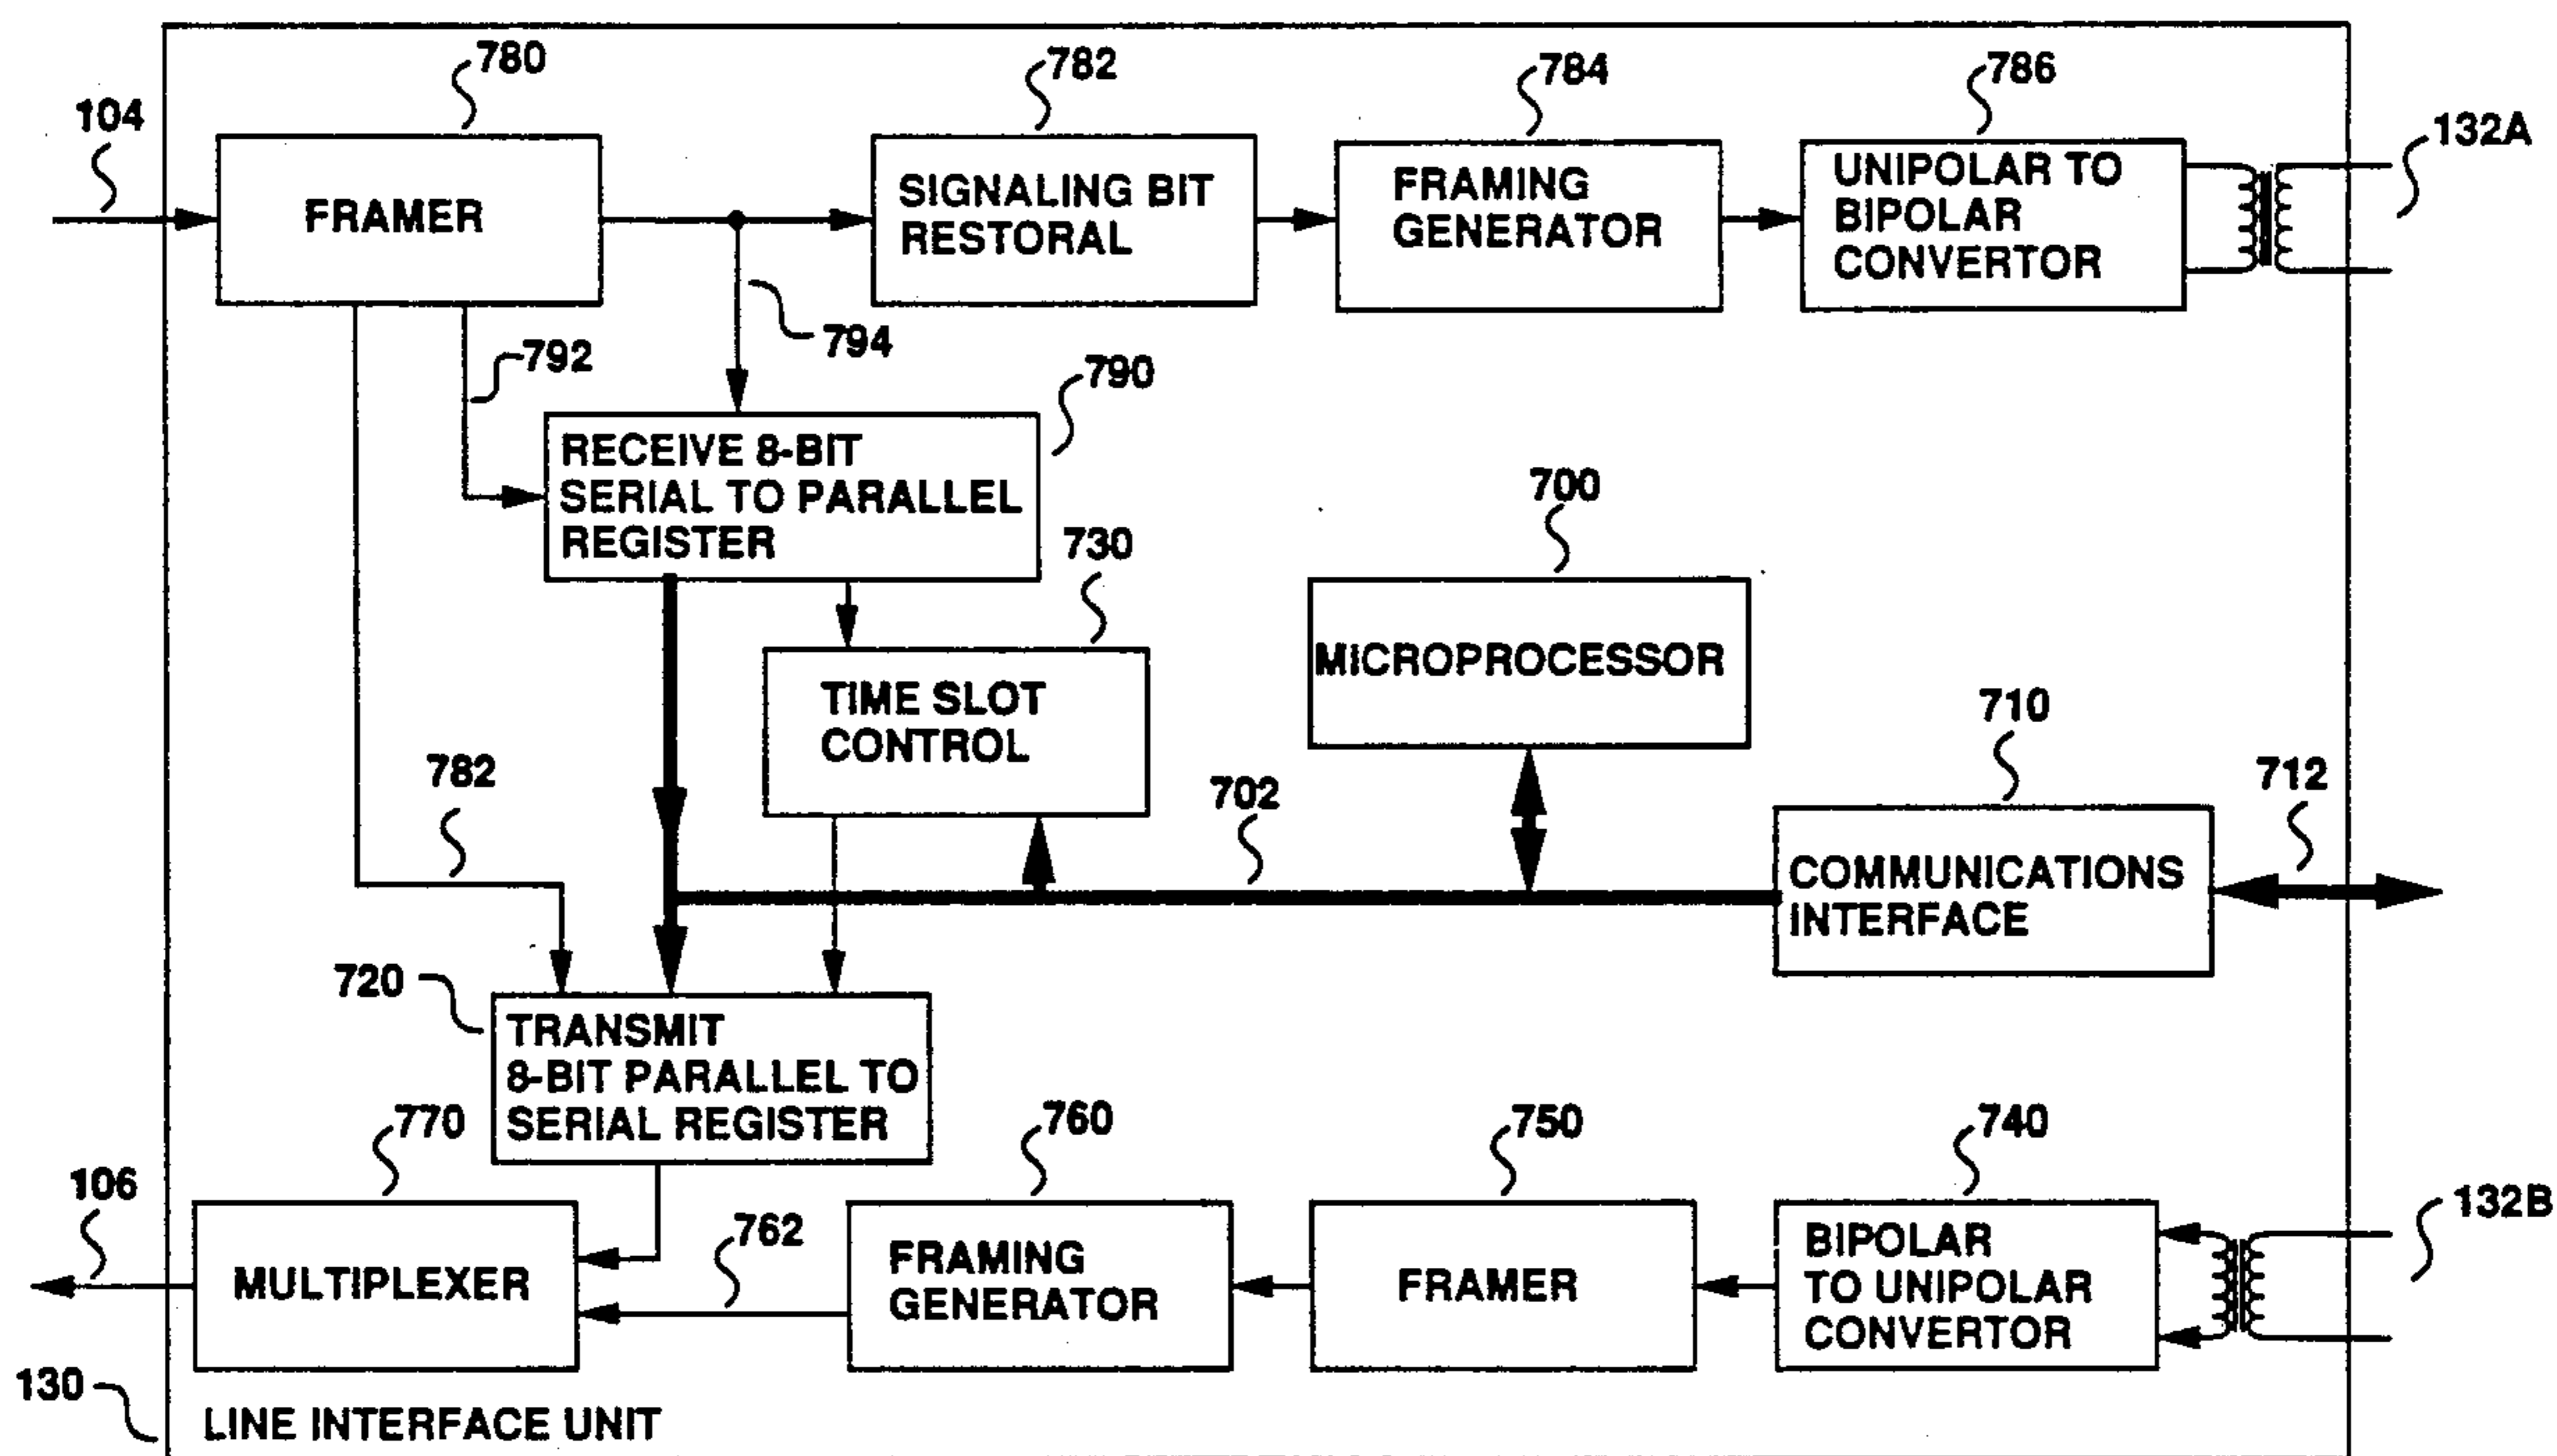 780
782
784
786
104
132A
FRAMER
SIGNALING BIT
RESTORAL
FRAMING
GENERATOR
UNIPOLAR TO
BIPOLAR
CONVERTOR
792
794
790
RECEIVE 8-BIT
SERIAL TO PARALLEL
REGISTER
730
700
TIME SLOT
CONTROL
MICROPROCESSOR
710
782
702
712
COMMUNICATIONS
INTERFACE
720
TRANSMIT
8-BIT PARALLEL TO
SERIAL REGISTER
770
760
750
740
106
762
132B
MULTIPLEXER
FRAMING
GENERATOR
FRAMER
BIPOLAR
TO UNIPOLAR
CONVERTOR
130
LINE INTERFACE UNIT